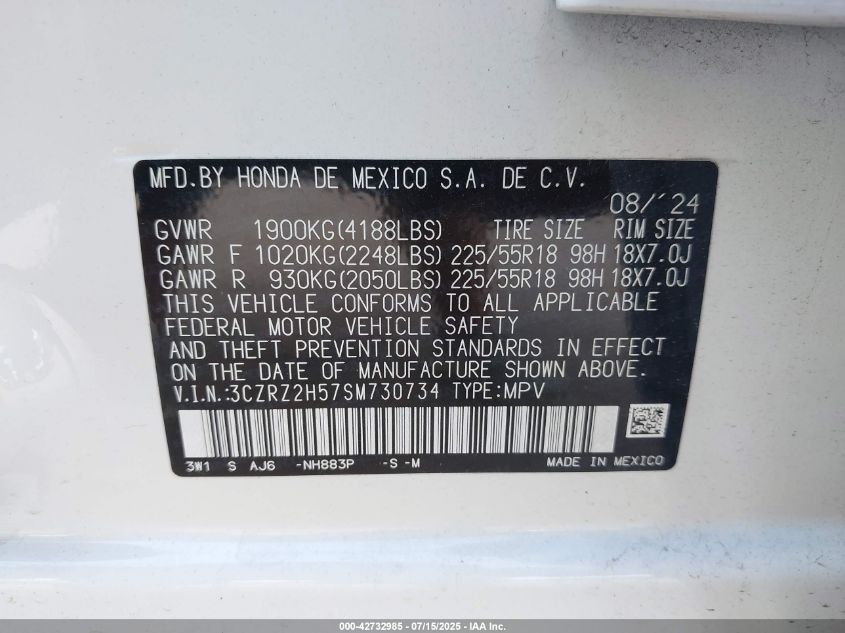 MFD.BY HONDA DE MEXICO S.A. DE C.V.
08/´24
GVWR 1900KG(4188LBS) TIRE SIZE RIM SIZE
GAWR F 1020KG(2248LBS) 225/55R18 98H 18X7.0J
GAWR R 930KG(2050LBS) 225/55R18 98H 18X7.0J
THIS VEHICLE CONFORMS TO ALL APPLICABLE
FEDERAL MOTOR VEHICLE SAFETY
AND THEFT PREVENTION STANDARDS IN EFFECT
ON THE DATE OF MANUFACTURE SHOWN ABOVE.
V.I.N.:3CZRZ2H57SM730734 TYPE:MPV
3W1 S AJ6 -NH883P -S -M MADE IN MEXICO
000-42732985 - 07/15/2025 - IAA Inc.